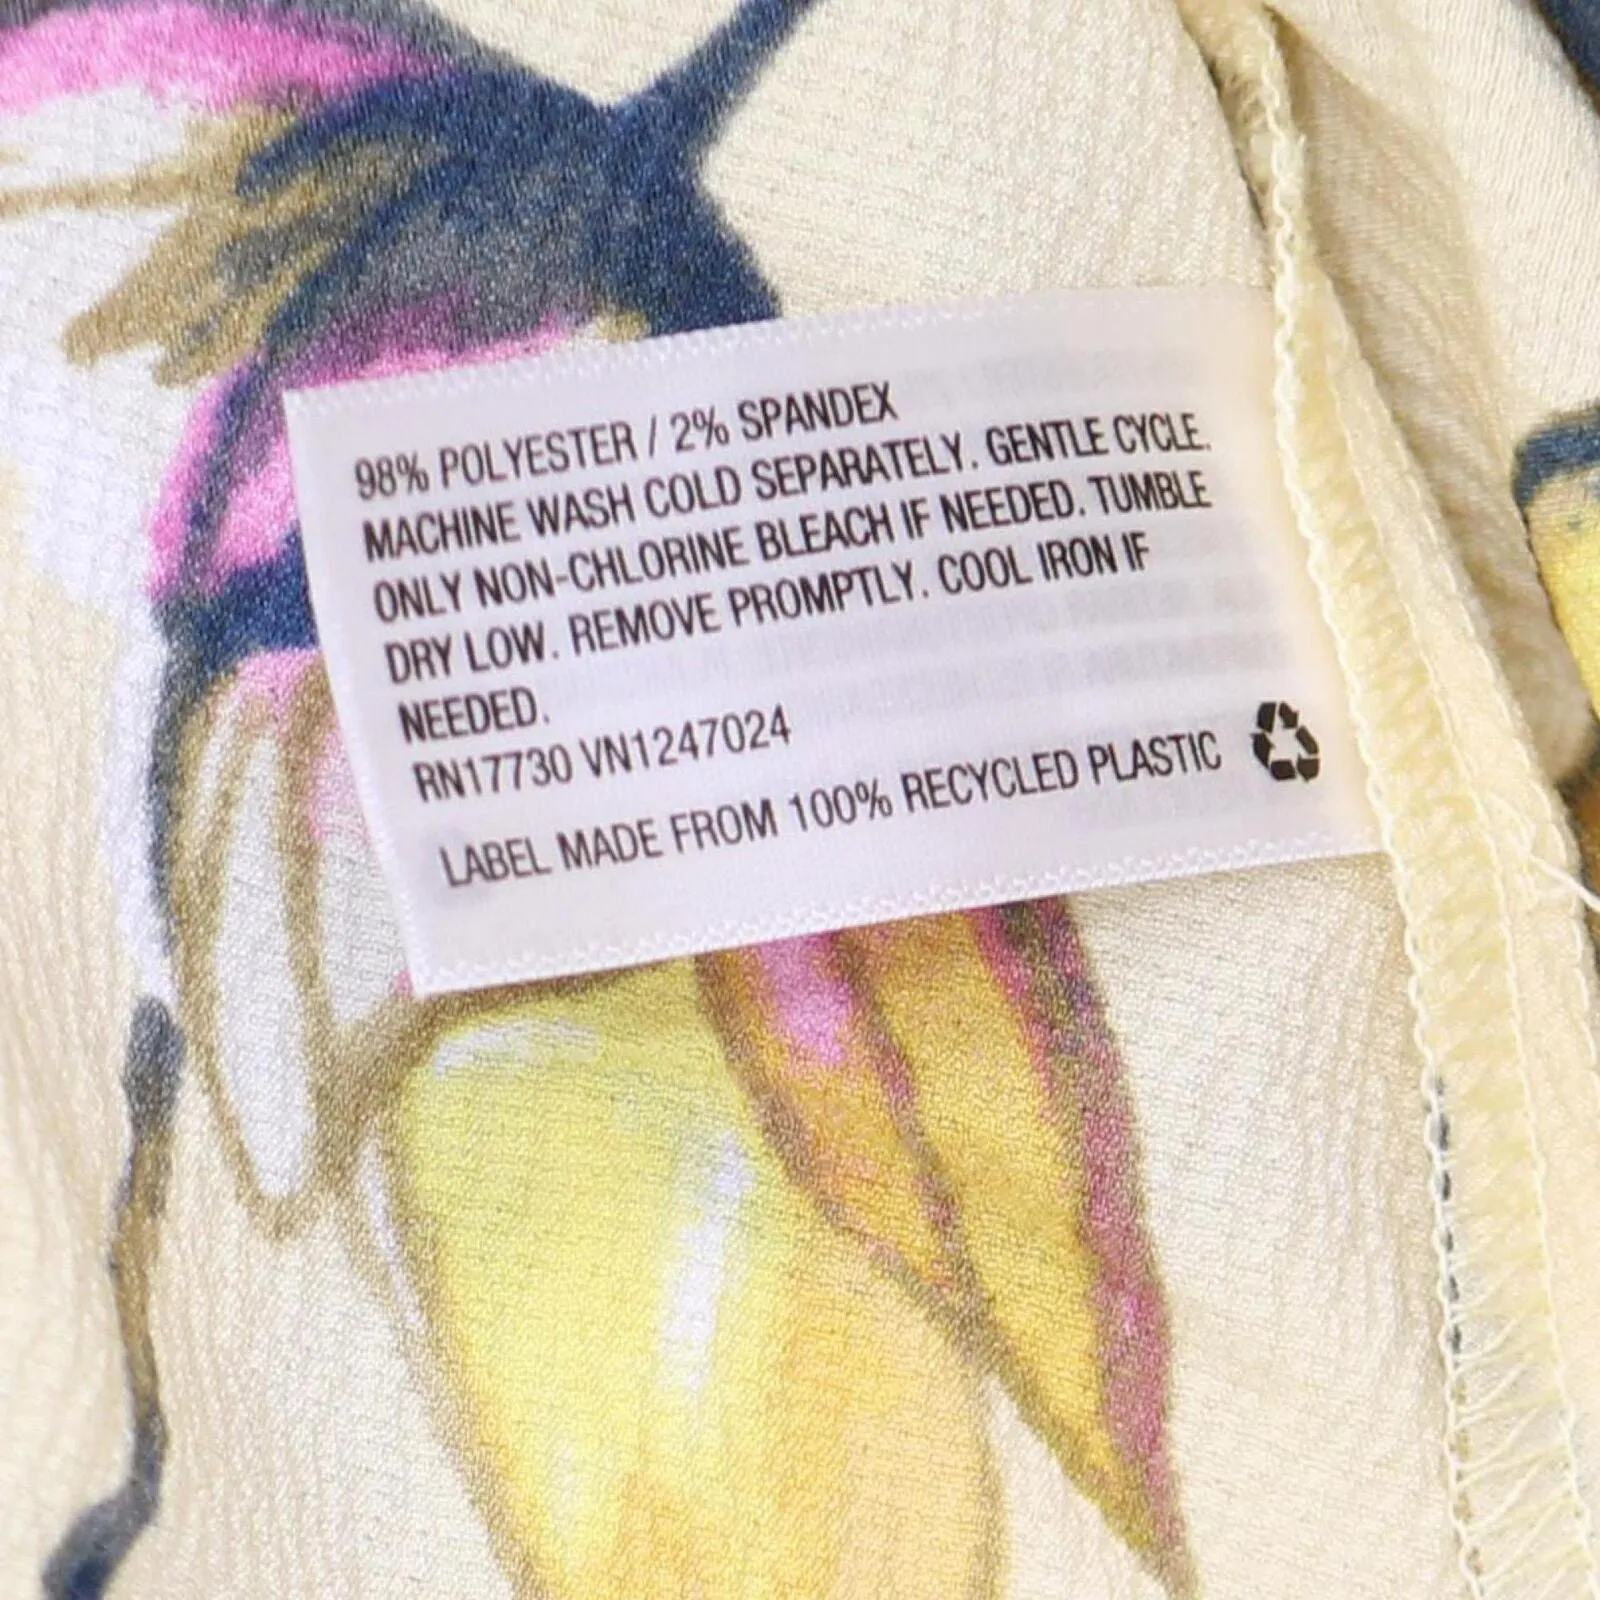 98% POLYESTER / 2% SPANDEX
MACHINE WASH COLD SEPARATELY. GENTLE CYCLE.
ONLY NON-CHLORINE BLEACH IF NEEDED. TUMBLE
DRY LOW. REMOVE PROMPTLY. COOL IRON IF
NEEDED.
RN17730 VN1247024
LABEL MADE FROM 100% RECYCLED PLASTIC